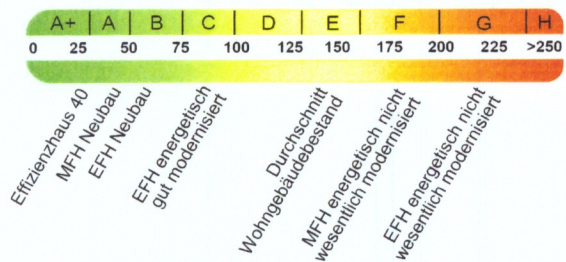 A+ | A | B | C | D | E | F | G | H
0 25 50 75 100 125 150 175 200 225 >250
Effizienzhaus 40
MFH Neubau
EFH Neubau
EFH energetisch
gut modernisiert
Durchschnitt
Wohngebäudebestand
MFH energetisch nicht
wesentlich modernisiert
EFH energetisch nicht
wesentlich modernisiert